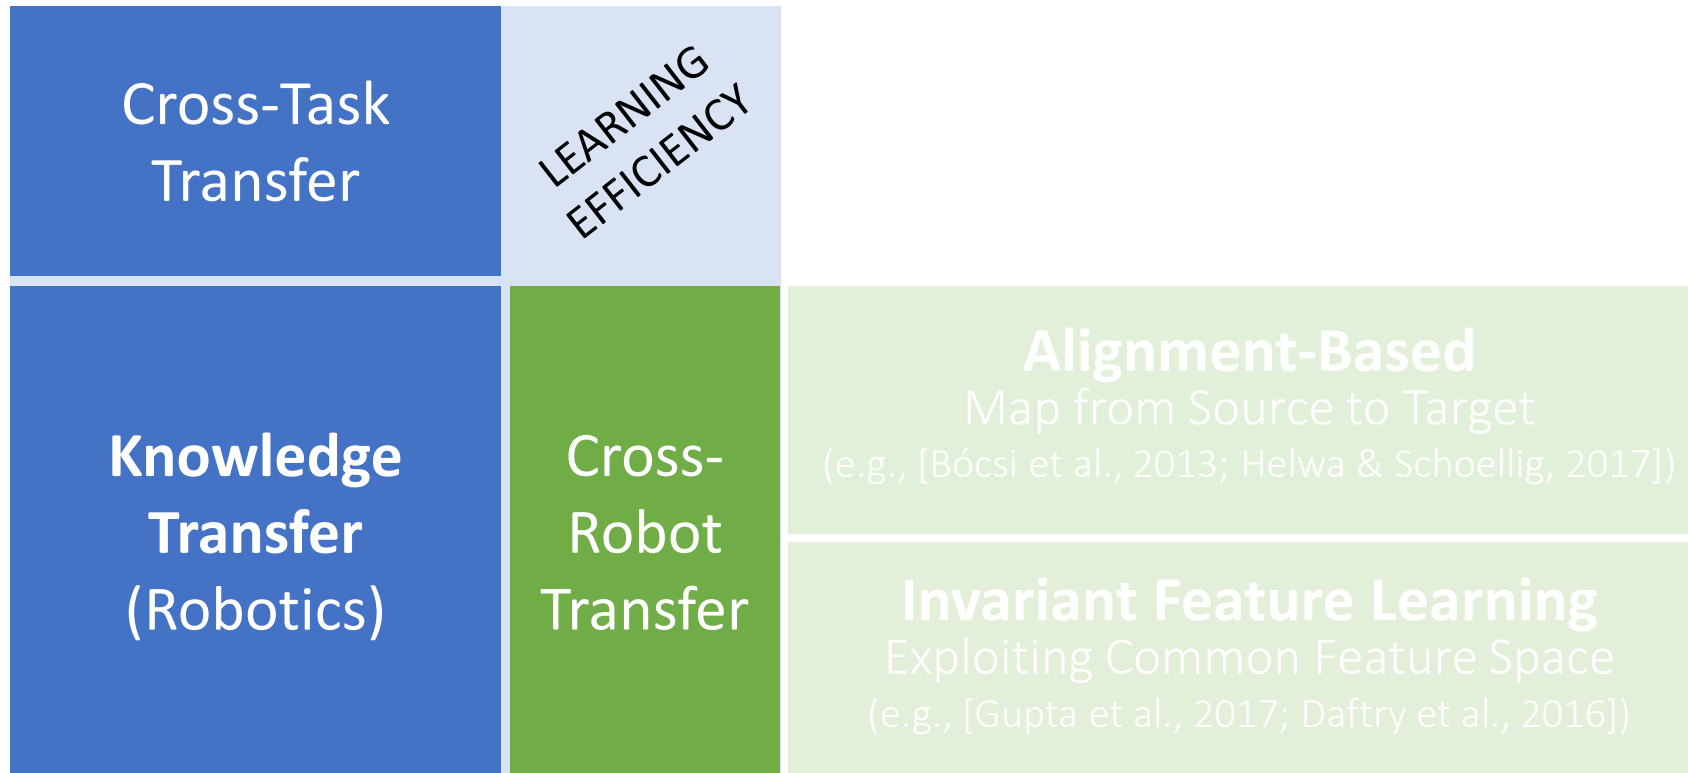 Cross-Task
Transfer
LEARNING
EFFICIENCY
Knowledge
Transfer
(Robotics)
Cross-
Robot
Transfer
Alignment-Based
Map from Source to Target
(e.g., [Bócsi et al., 2013; Helwa & Schoellig, 2017])
Invariant Feature Learning
Exploiting Common Feature Space
(e.g., [Gupta et al., 2017; Daftry et al., 2016])